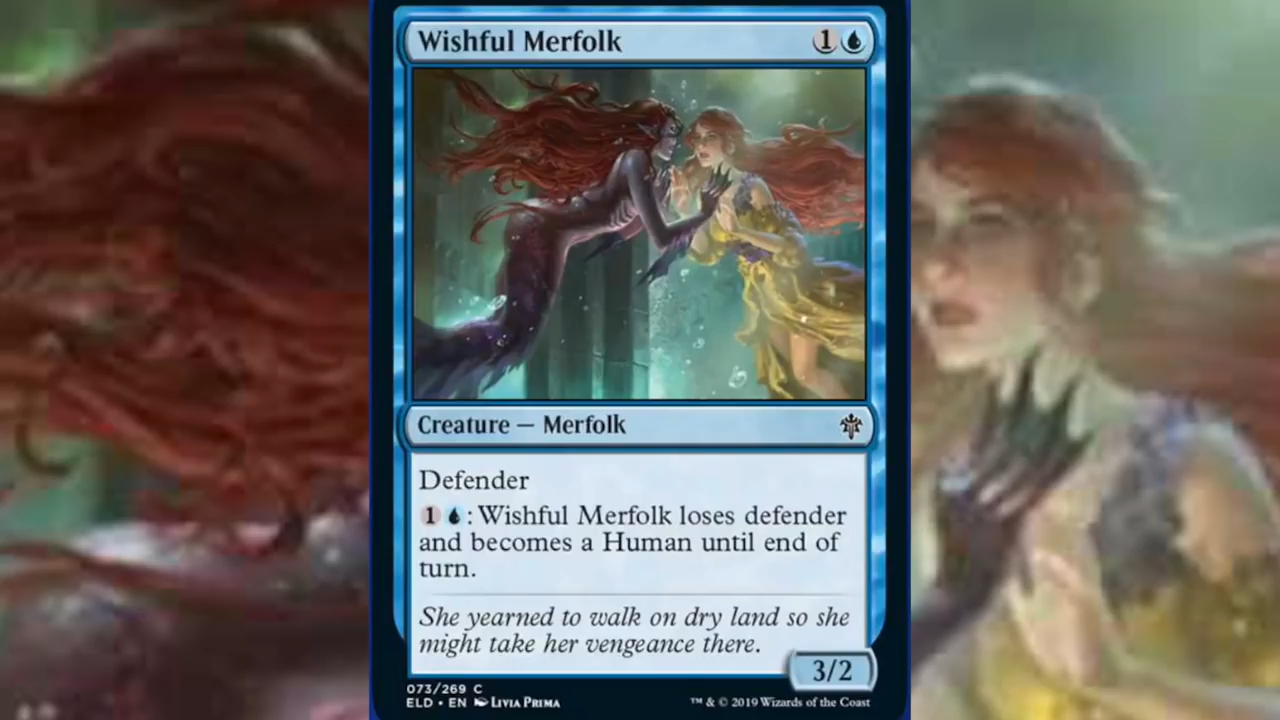 Wishful Merfolk 1
Creature — Merfolk
Defender
1 : Wishful Merfolk loses defender
and becomes a Human until end of
turn.
She yearned to walk on dry land so she
might take her vengeance there.
3/2
073/269 C
ELD • EN LIVIA PRIMA
™ & © 2019 Wizards of the Coast